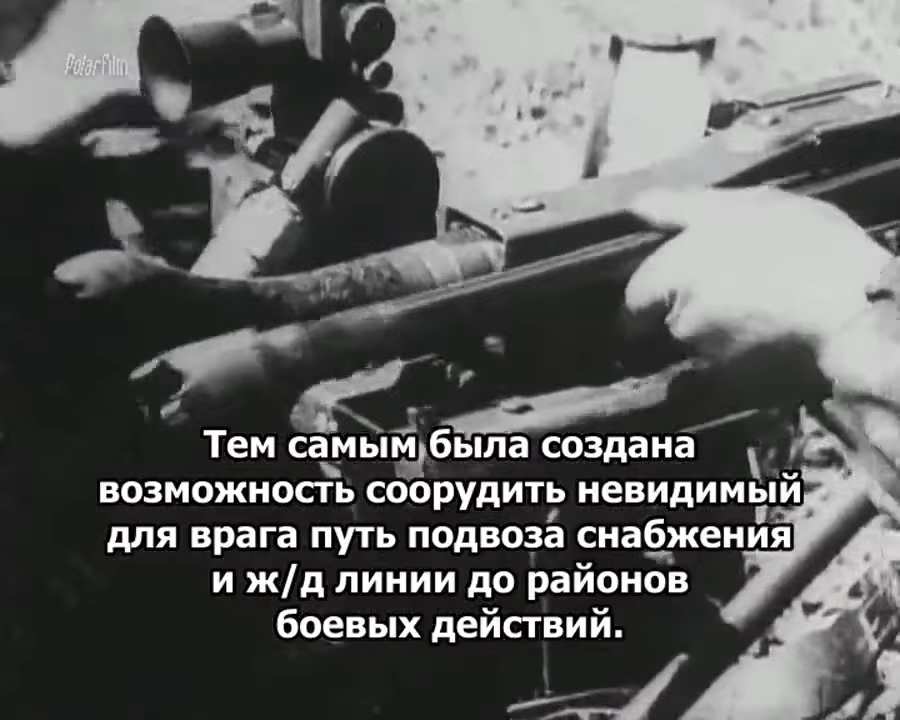 PolarFilm
Тем самым была создана
возможность соорудить невидимый
для врага путь подвоза снабжения
и ж/д линии до районов
боевых действий.